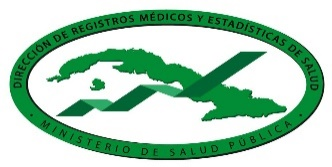 DIRECCIÓN DE REGISTROS MÉDICOS Y ESTADÍSTICAS DE SALUD
• MINISTERIO DE SALUD PÚBLICA •